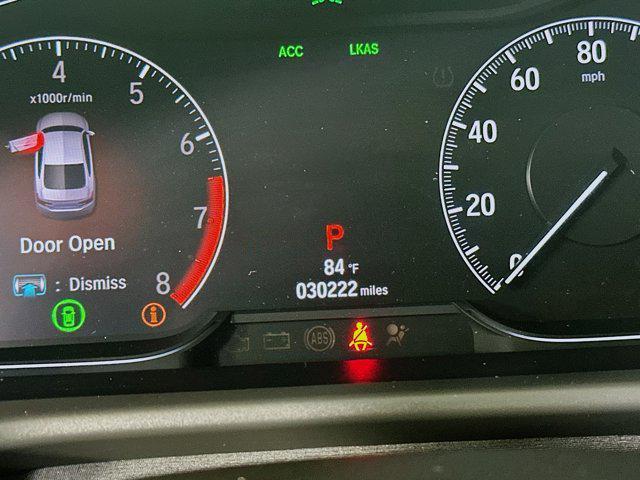 ACC LKAS
4
5
6
7
8
x1000r/min
Door Open
: Dismiss
i
P
84 °F
030222 miles
ABS
80
mph
60
40
20
0